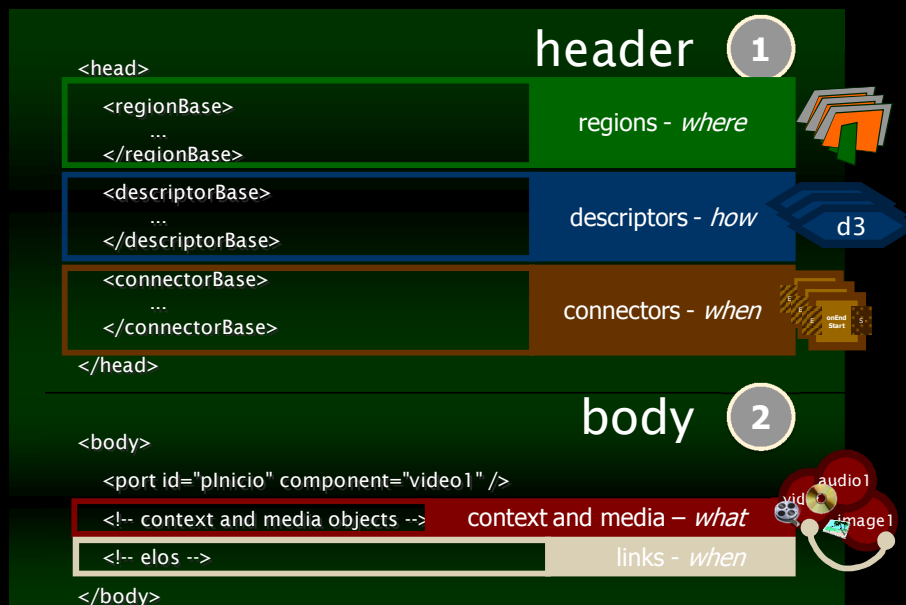 header 1
<head>
<regionBase>
...
</regionBase>
regions - where
<descriptorBase>
...
</descriptorBase>
descriptors - how
d3
<connectorBase>
...
</connectorBase>
connectors - when
E
E
E
onEnd
Start
S
</head>
body 2
<body>
<port id="pInicio" component="video1" />
audio1
<!-- context and media objects -->
context and media – what
image1
<!-- elos -->
links - when
</body>